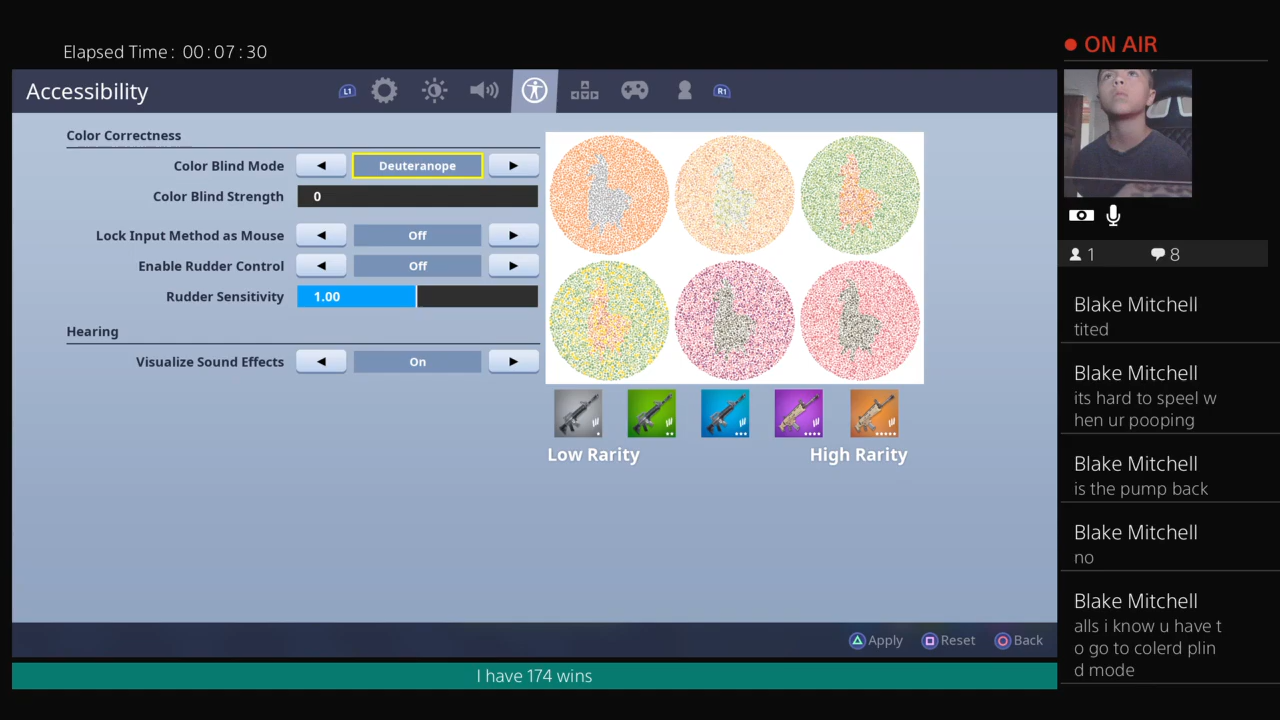 Elapsed Time: 00:07:30
ON AIR
Accessibility
L1
R1
Color Correctness
Color Blind Mode
Deuteranope
Color Blind Strength
0
Lock Input Method as Mouse
Off
Enable Rudder Control
Off
Rudder Sensitivity
1.00
Hearing
Visualize Sound Effects
On
Low Rarity
High Rarity
Apply
Reset
Back
I have 174 wins
1
8
Blake Mitchell
tited
Blake Mitchell
its hard to speel w
hen ur pooping
Blake Mitchell
is the pump back
Blake Mitchell
no
Blake Mitchell
alls i know u have t
o go to colerd plin
d mode